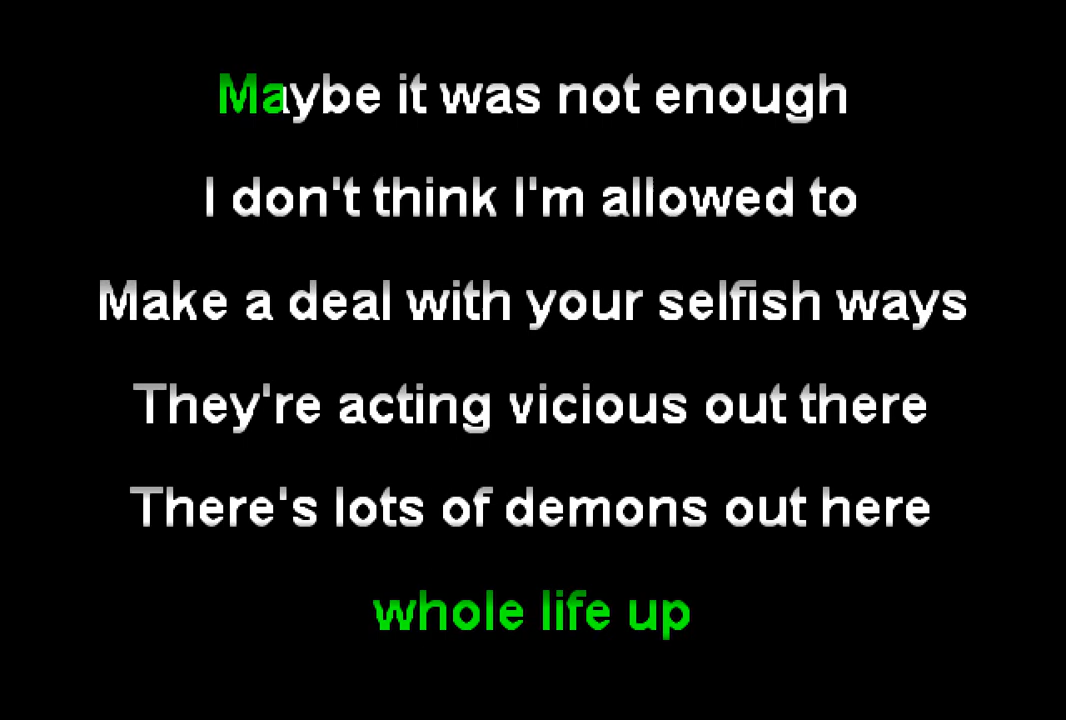 Maybe it was not enough
I don't think I'm allowed to
Make a deal with your selfish ways
They're acting vicious out there
There's lots of demons out here
whole life up